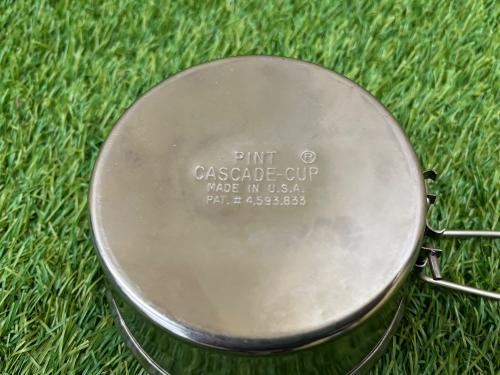 PINT ®
CASCADE-CUP
MADE IN U.S.A.
PAT. # 4,593,833